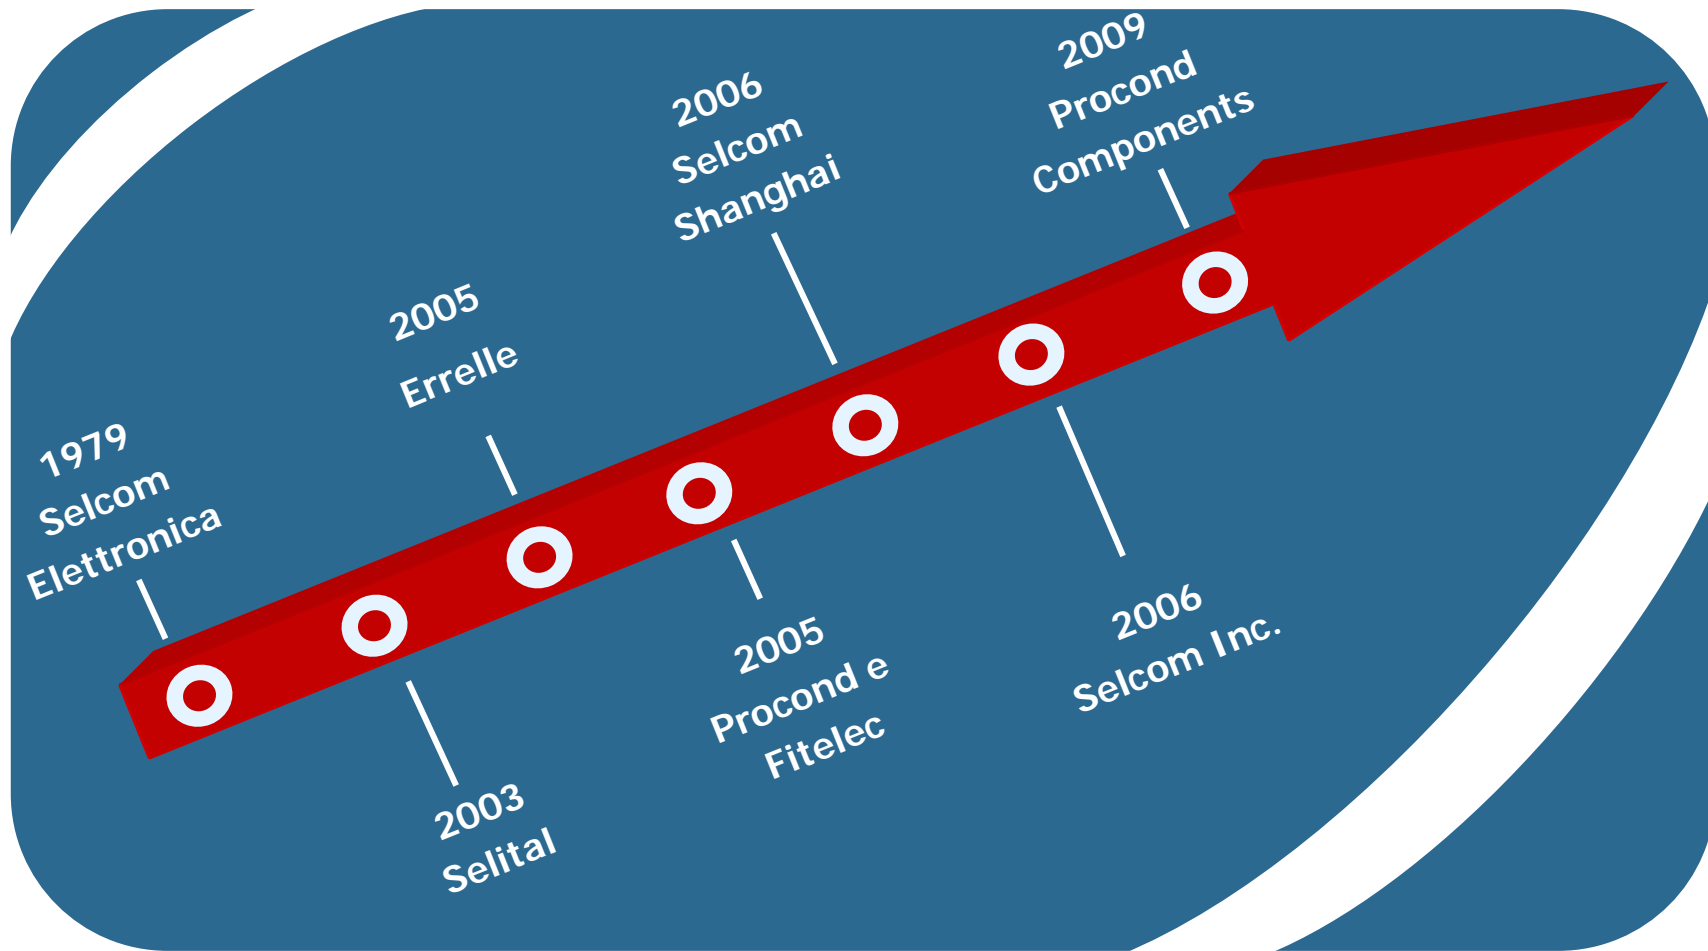 1979
Selcom
Elettronica
2003
Selital
2005
Errelle
2005
Procond e
Fitelec
2006
Selcom
Shanghai
2006
Selcom Inc.
2009
Procond
Components